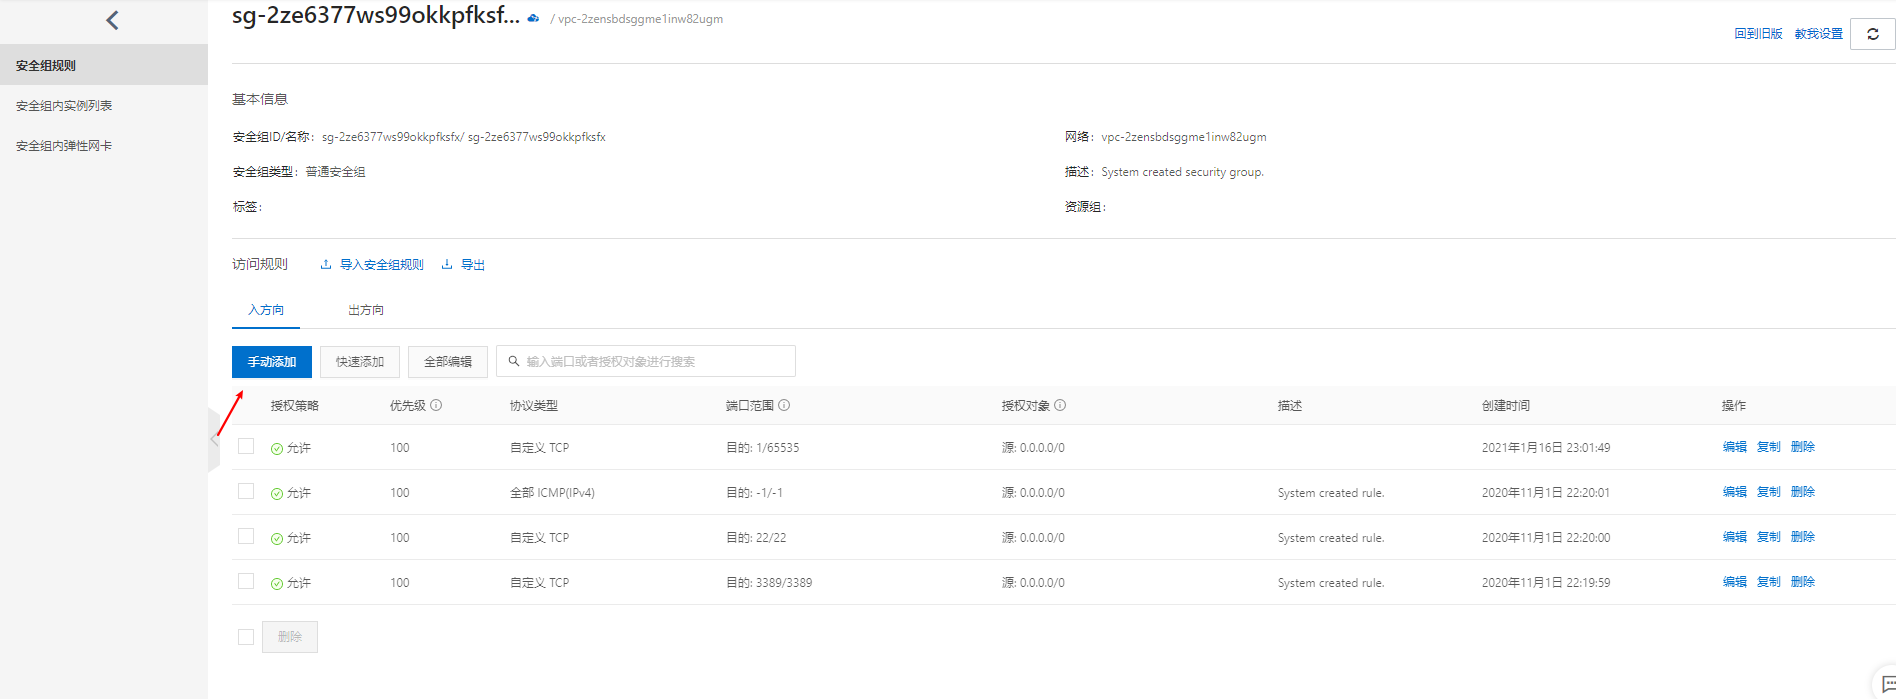 sg-2ze6377ws99okkpfksf... / vpc-2zensbdsggme1inw82ugm
回到旧版 教我设置
安全组规则
安全组内实例列表
安全组内弹性网卡
基本信息
安全组ID/名称: sg-2ze6377ws99okkpfksfx/ sg-2ze6377ws99okkpfksfx
网络: vpc-2zensbdsggme1inw82ugm
安全组类型: 普通安全组
描述: System created security group.
标签:
资源组:
访问规则 导入安全组规则 导出
入方向 出方向
手动添加 快速添加 全部编辑 输入端口或者授权对象进行搜索
授权策略 优先级 协议类型 端口范围 授权对象 描述 创建时间 操作
允许 100 自定义 TCP 目的: 1/65535 源: 0.0.0.0/0 2021年1月16日 23:01:49 编辑 复制 删除
允许 100 全部 ICMP(IPv4) 目的: -1/-1 源: 0.0.0.0/0 System created rule. 2020年11月1日 22:20:01 编辑 复制 删除
允许 100 自定义 TCP 目的: 22/22 源: 0.0.0.0/0 System created rule. 2020年11月1日 22:20:00 编辑 复制 删除
允许 100 自定义 TCP 目的: 3389/3389 源: 0.0.0.0/0 System created rule. 2020年11月1日 22:19:59 编辑 复制 删除
删除